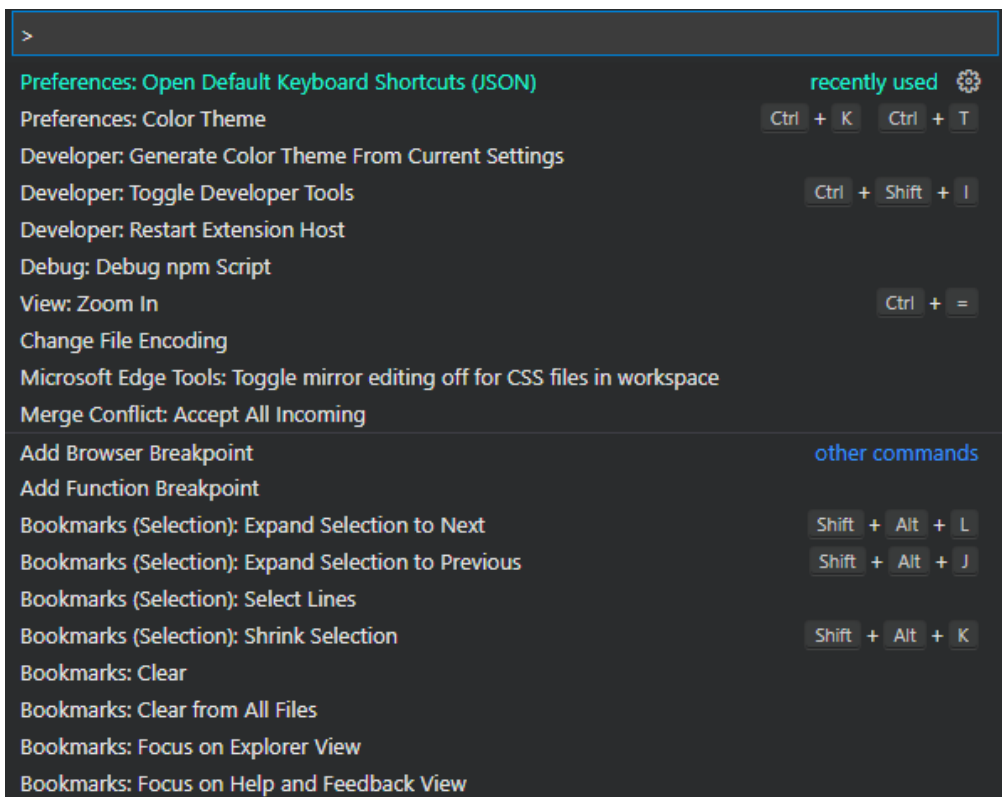 >
Preferences: Open Default Keyboard Shortcuts (JSON) recently used
Preferences: Color Theme Ctrl + K Ctrl + T
Developer: Generate Color Theme From Current Settings
Developer: Toggle Developer Tools Ctrl + Shift + I
Developer: Restart Extension Host
Debug: Debug npm Script
View: Zoom In Ctrl + =
Change File Encoding
Microsoft Edge Tools: Toggle mirror editing off for CSS files in workspace
Merge Conflict: Accept All Incoming
Add Browser Breakpoint other commands
Add Function Breakpoint
Bookmarks (Selection): Expand Selection to Next Shift + Alt + L
Bookmarks (Selection): Expand Selection to Previous Shift + Alt + J
Bookmarks (Selection): Select Lines
Bookmarks (Selection): Shrink Selection Shift + Alt + K
Bookmarks: Clear
Bookmarks: Clear from All Files
Bookmarks: Focus on Explorer View
Bookmarks: Focus on Help and Feedback View